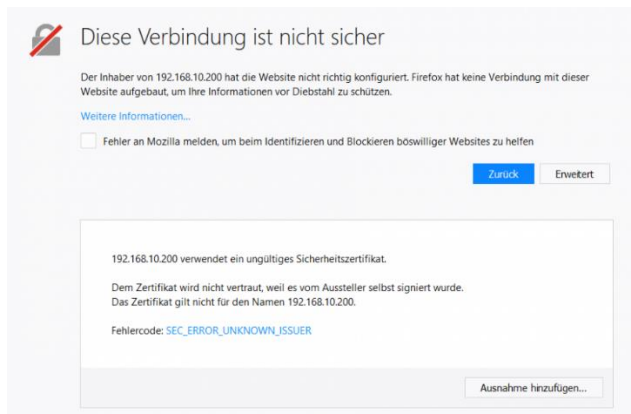 Diese Verbindung ist nicht sicher
Der Inhaber von 192.168.10.200 hat die Website nicht richtig konfiguriert. Firefox hat keine Verbindung mit dieser
Website aufgebaut, um Ihre Informationen vor Diebstahl zu schützen.
Weitere Informationen...
Fehler an Mozilla melden, um beim Identifizieren und Blockieren böswilliger Websites zu helfen
Zurück
Erweitert
192.168.10.200 verwendet ein ungültiges Sicherheitszertifikat.
Dem Zertifikat wird nicht vertraut, weil es vom Aussteller selbst signiert wurde.
Das Zertifikat gilt nicht für den Namen 192.168.10.200.
Fehlercode: SEC_ERROR_UNKNOWN_ISSUER
Ausnahme hinzufügen...